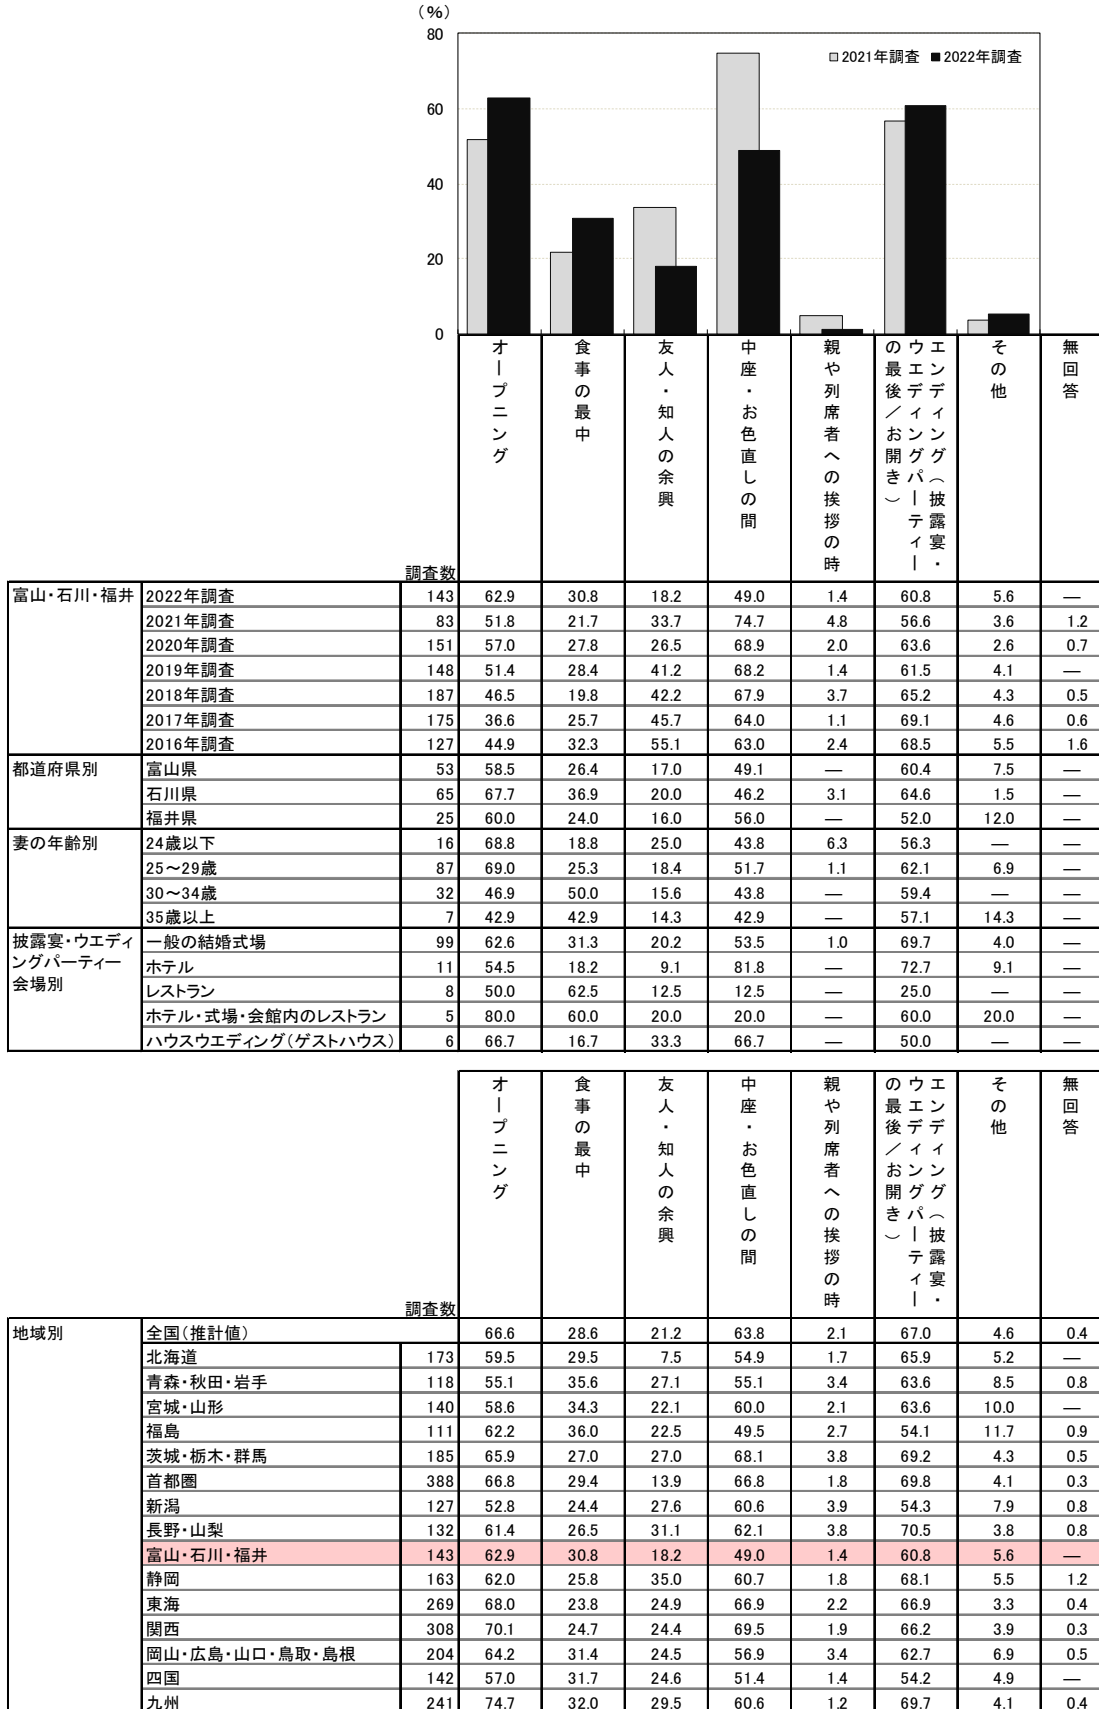 (%)
80
60
40
20
0
2021年調査 2022年調査
調査数 オープニング 食事の最中 友人・知人の余興 中座・お色直しの間 親や列席者への挨拶の時 エンディング(披露宴・ウエディングパーティーの最後/お開き) その他 無回答
富山・石川・福井 2022年調査 143 62.9 30.8 18.2 49.0 1.4 60.8 5.6 ―
2021年調査 83 51.8 21.7 33.7 74.7 4.8 56.6 3.6 1.2
2020年調査 151 57.0 27.8 26.5 68.9 2.0 63.6 2.6 0.7
2019年調査 148 51.4 28.4 41.2 68.2 1.4 61.5 4.1 ―
2018年調査 187 46.5 19.8 42.2 67.9 3.7 65.2 4.3 0.5
2017年調査 175 36.6 25.7 45.7 64.0 1.1 69.1 4.6 0.6
2016年調査 127 44.9 32.3 55.1 63.0 2.4 68.5 5.5 1.6
都道府県別 富山県 53 58.5 26.4 17.0 49.1 ― 60.4 7.5 ―
石川県 65 67.7 36.9 20.0 46.2 3.1 64.6 1.5 ―
福井県 25 60.0 24.0 16.0 56.0 ― 52.0 12.0 ―
妻の年齢別 24歳以下 16 68.8 18.8 25.0 43.8 6.3 56.3 ― ―
25～29歳 87 69.0 25.3 18.4 51.7 1.1 62.1 6.9 ―
30～34歳 32 46.9 50.0 15.6 43.8 ― 59.4 ― ―
35歳以上 7 42.9 42.9 14.3 42.9 ― 57.1 14.3 ―
披露宴・ウエディングパーティー会場別 一般の結婚式場 99 62.6 31.3 20.2 53.5 1.0 69.7 4.0 ―
ホテル 11 54.5 18.2 9.1 81.8 ― 72.7 9.1 ―
レストラン 8 50.0 62.5 12.5 12.5 ― 25.0 ― ―
ホテル・式場・会館内のレストラン 5 80.0 60.0 20.0 20.0 ― 60.0 20.0 ―
ハウスウエディング(ゲストハウス) 6 66.7 16.7 33.3 66.7 ― 50.0 ― ―
調査数 オープニング 食事の最中 友人・知人の余興 中座・お色直しの間 親や列席者への挨拶の時 エンディング(披露宴・ウエディングパーティーの最後/お開き) その他 無回答
地域別 全国(推計値) 66.6 28.6 21.2 63.8 2.1 67.0 4.6 0.4
北海道 173 59.5 29.5 7.5 54.9 1.7 65.9 5.2 ―
青森・秋田・岩手 118 55.1 35.6 27.1 55.1 3.4 63.6 8.5 0.8
宮城・山形 140 58.6 34.3 22.1 60.0 2.1 63.6 10.0 ―
福島 111 62.2 36.0 22.5 49.5 2.7 54.1 11.7 0.9
茨城・栃木・群馬 185 65.9 27.0 27.0 68.1 3.8 69.2 4.3 0.5
首都圏 388 66.8 29.4 13.9 66.8 1.8 69.8 4.1 0.3
新潟 127 52.8 24.4 27.6 60.6 3.9 54.3 7.9 0.8
長野・山梨 132 61.4 26.5 31.1 62.1 3.8 70.5 3.8 0.8
富山・石川・福井 143 62.9 30.8 18.2 49.0 1.4 60.8 5.6 ―
静岡 163 62.0 25.8 35.0 60.7 1.8 68.1 5.5 1.2
東海 269 68.0 23.8 24.9 66.9 2.2 66.9 3.3 0.4
関西 308 70.1 24.7 24.4 69.5 1.9 66.2 3.9 0.3
岡山・広島・山口・鳥取・島根 204 64.2 31.4 24.5 56.9 3.4 62.7 6.9 0.5
四国 142 57.0 31.7 24.6 51.4 1.4 54.2 4.9 ―
九州 241 74.7 32.0 29.5 60.6 1.2 69.7 4.1 0.4